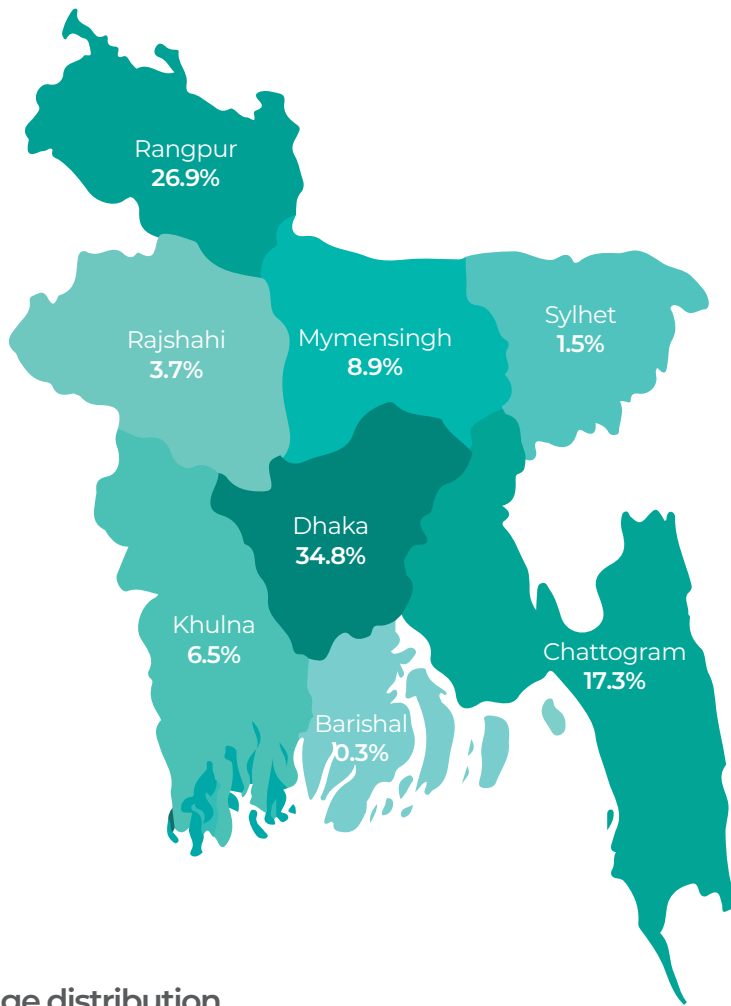 Rangpur
26.9%
Sylhet
1.5%
Rajshahi
3.7%
Mymensingh
8.9%
Dhaka
34.8%
Khulna
6.5%
Chattogram
17.3%
Barishal
0.3%
distribution